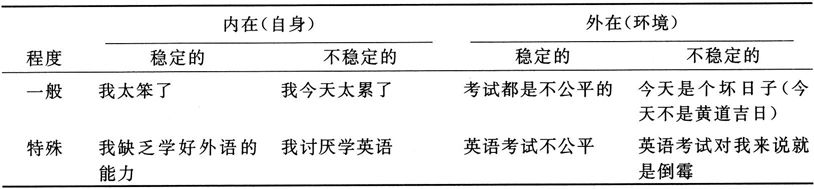 内在(自身) 外在(环境)
程度 稳定的 不稳定的 稳定的 不稳定的
一般 我太笨了 我今天太累了 考试都是不公平的 今天是个坏日子(今
天不是黄道吉日)
特殊 我缺乏学好外语的 我讨厌学英语 英语考试不公平 英语考试对我来说就
能力 是倒霉